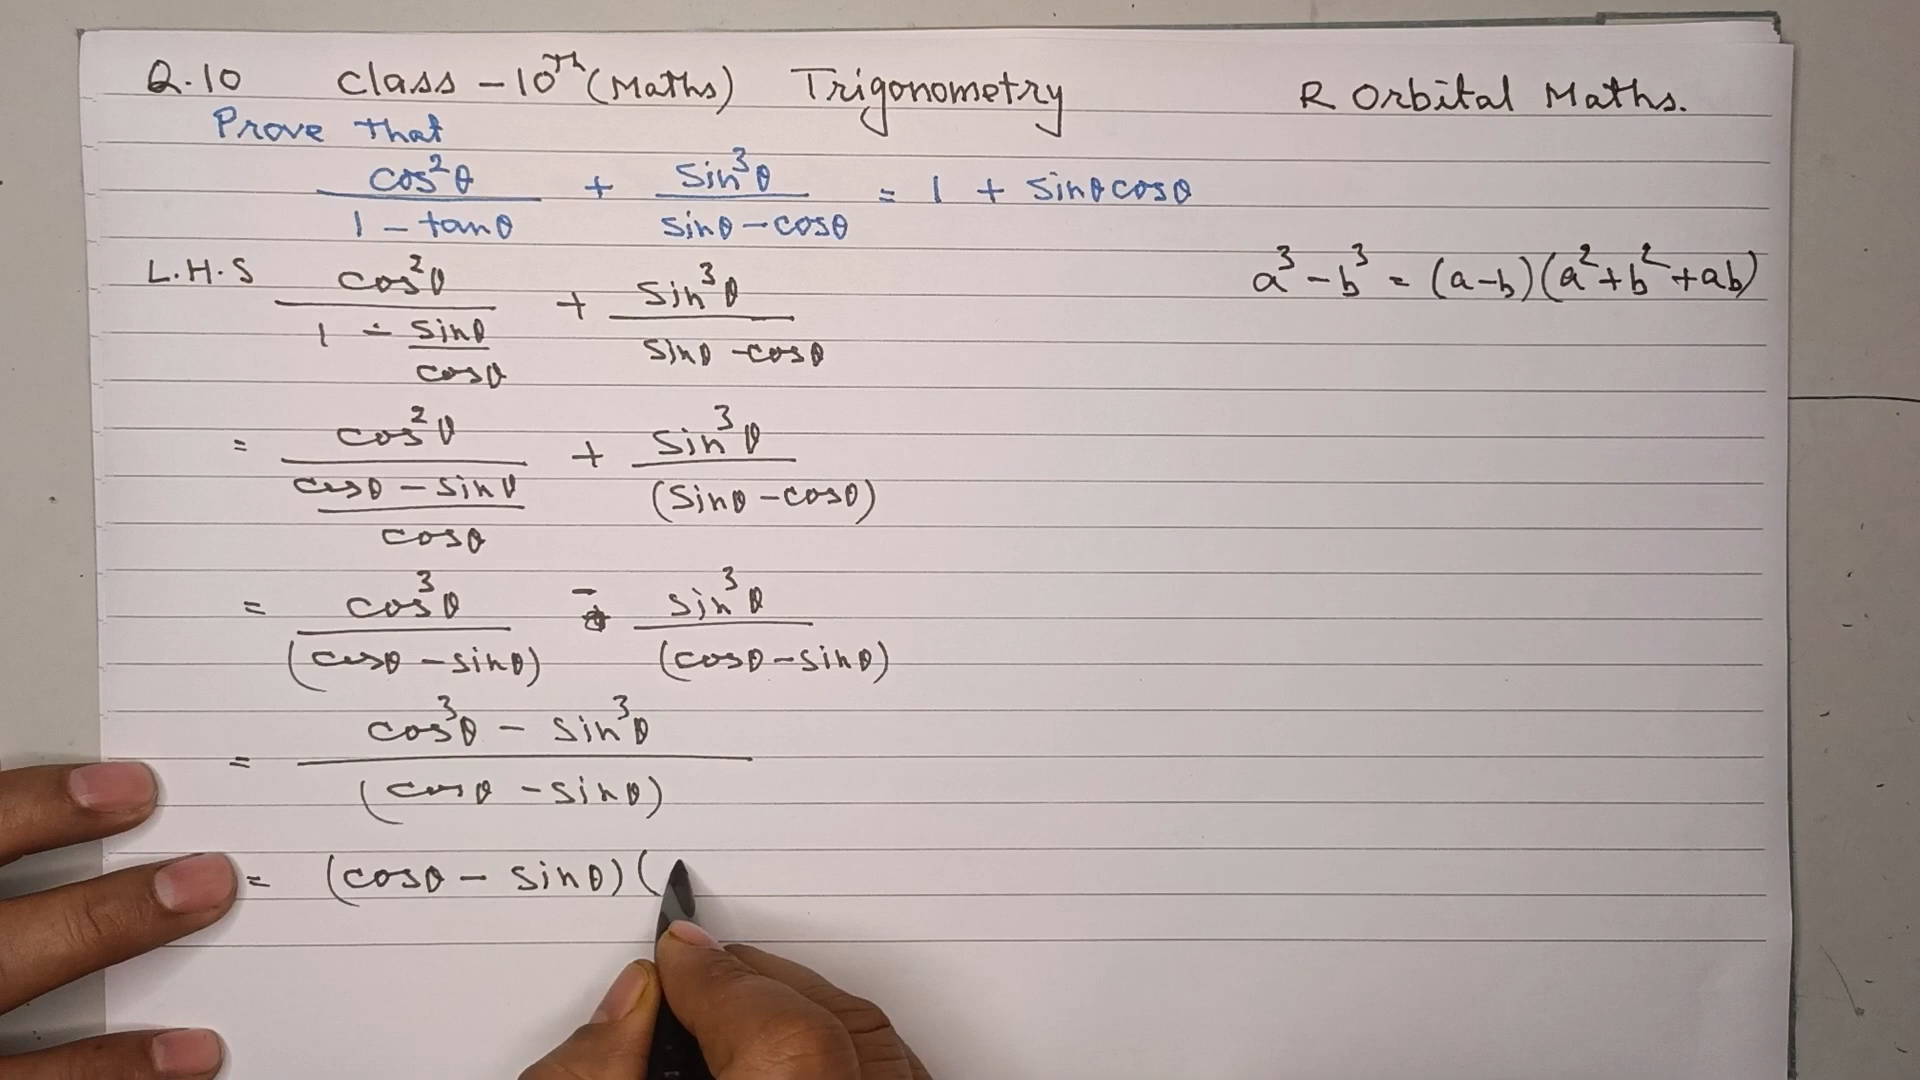 Q.10 Class - 10th (Maths) Trigonometry R Orbital Maths.
Prove that
cos²θ/(1 - tanθ) + sin³θ/(sinθ - cosθ) = 1 + sinθcosθ
a³ - b³ = (a-b)(a² + b² + ab)
L.H.S cos²θ/(1 - sinθ/cosθ) + sin³θ/(sinθ - cosθ)
= cos²θ/((cosθ - sinθ)/cosθ) + sin³θ/(sinθ - cosθ)
= cos³θ/(cosθ - sinθ) - sin³θ/(cosθ - sinθ)
= (cos³θ - sin³θ)/(cosθ - sinθ)
= (cosθ - sinθ)(